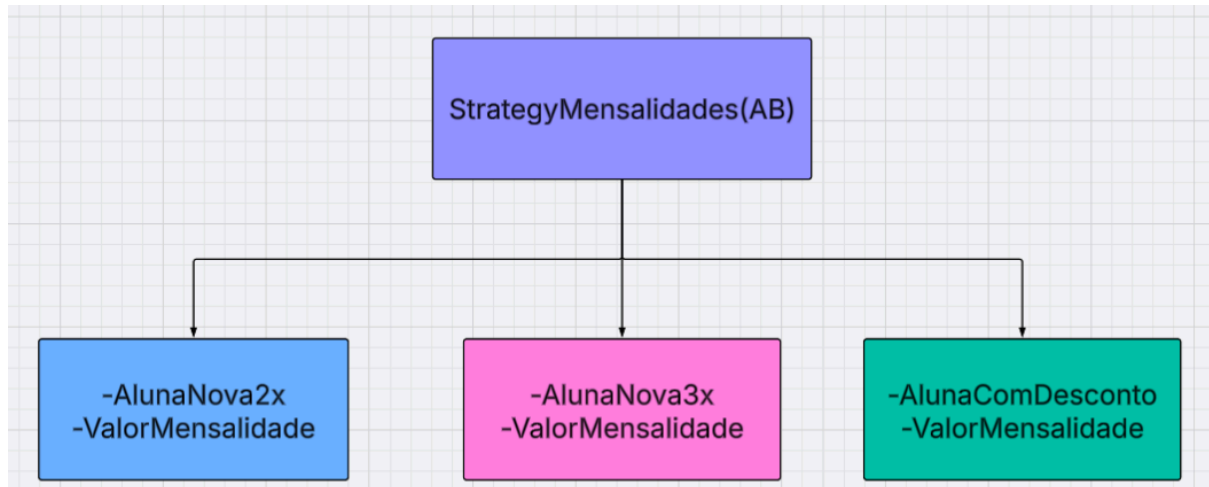 StrategyMensalidades(AB)
-AlunaNova2x
-ValorMensalidade
-AlunaNova3x
-ValorMensalidade
-AlunaComDesconto
-ValorMensalidade